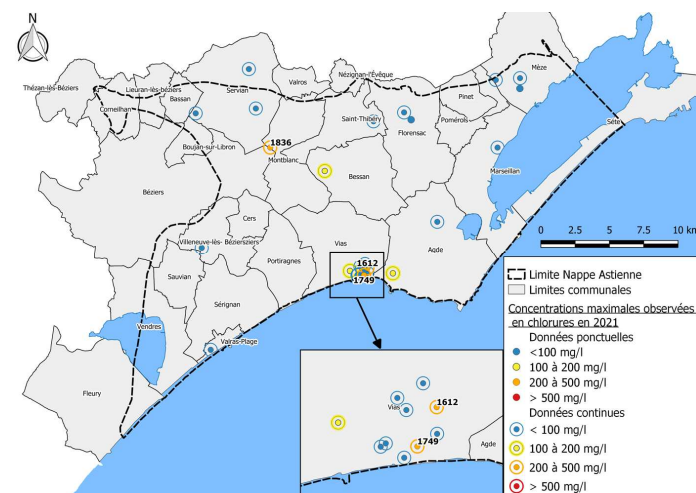 N
Mèze
Thézan-lès-Béziers
Lieuran-lès-béziers
Valros
Nézignan-l'Évêque
Servian
Bassan
Pinet
Corneilhan
Saint-Thibéry
Pomérols
Sète
Florensac
1836
Boujan-sur-Libron
Montblanc
Marseillan
Bessan
Béziers
Cers
Villeneuve-lès- Béziersziers
Vias
Agde
Portiragnes
Sauvian
1612
1749
Sérignan
Vendres
Valras-Plage
Fleury
0 2.5 5 7.5 10 km
Vias
1612
1749
Agde
Limite Nappe Astienne
Limites communales
Concentrations maximales observées
en chlorures en 2021
Données ponctuelles
<100 mg/l
100 à 200 mg/l
200 à 500 mg/l
> 500 mg/l
Données continues
< 100 mg/l
100 à 200 mg/l
200 à 500 mg/l
> 500 mg/l